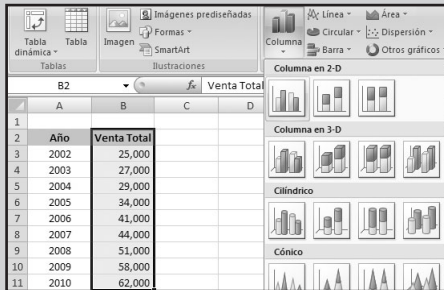 Tabla dinámica
Tabla
Imagen
Imágenes prediseñadas
Formas
SmartArt
Columna
Línea
Circular
Barra
Área
Dispersión
Otros gráficos
Tablas
Ilustraciones
B2
fx
Venta Total
Columna en 2-D
A B C D
1
2 Año Venta Total
3 2002 25,000
4 2003 27,000
5 2004 29,000
6 2005 34,000
7 2006 41,000
8 2007 44,000
9 2008 51,000
10 2009 58,000
11 2010 62,000
Columna en 3-D
Cilíndrico
Cónico